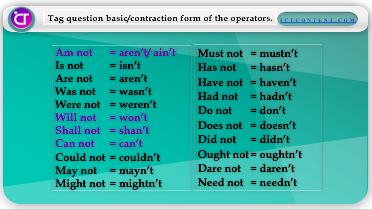 Tag question basic/contraction form of the operators.
ICTCONTENT.COM
Am not = aren't/ ain't
Is not = isn't
Are not = aren't
Was not = wasn't
Were not = weren't
Will not = won't
Shall not = shan't
Can not = can't
Could not = couldn't
May not = mayn't
Might not = mightn't
Must not = mustn't
Has not = hasn't
Have not = haven't
Had not = hadn't
Do not = don't
Does not = doesn't
Did not = didn't
Ought not = oughtn't
Dare not = daren't
Need not = needn't